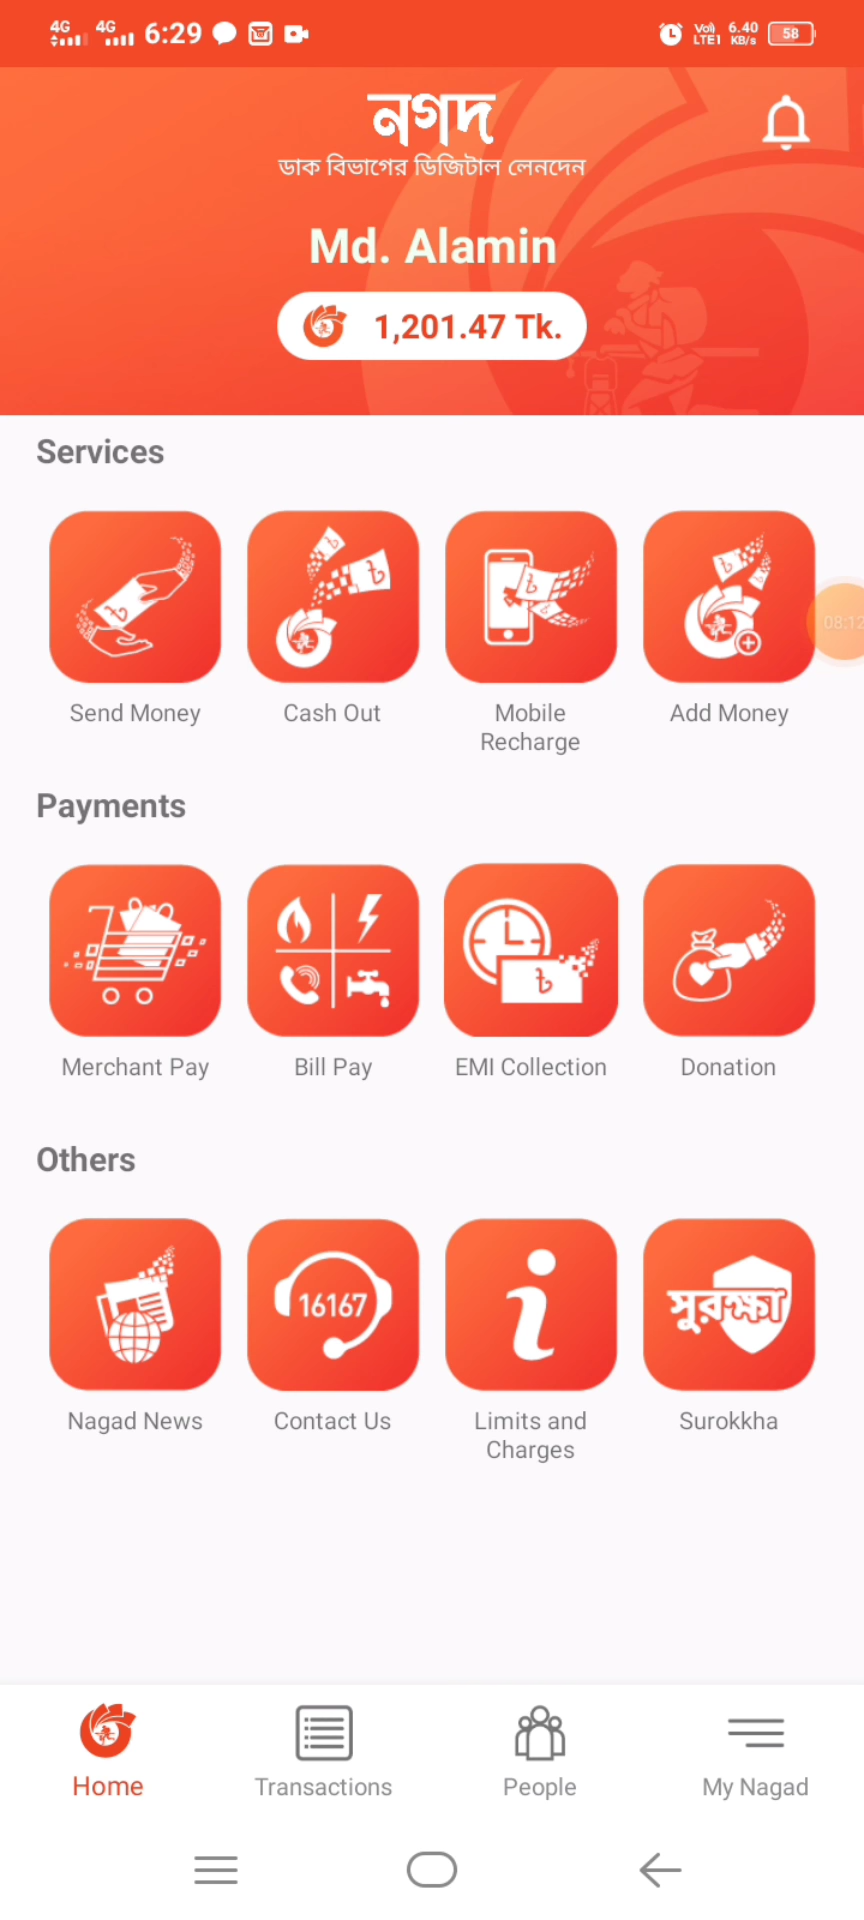 4G 4G 6:29 Vo) LTE1 6.40 KB/s 58
নগদ
ডাক বিভাগের ডিজিটাল লেনদেন
Md. Alamin
1,201.47 Tk.
Services
Send Money Cash Out Mobile Recharge Add Money
08:12
Payments
Merchant Pay Bill Pay EMI Collection Donation
Others
16167 সুরক্ষা
Nagad News Contact Us Limits and Charges Surokkha
Home Transactions People My Nagad